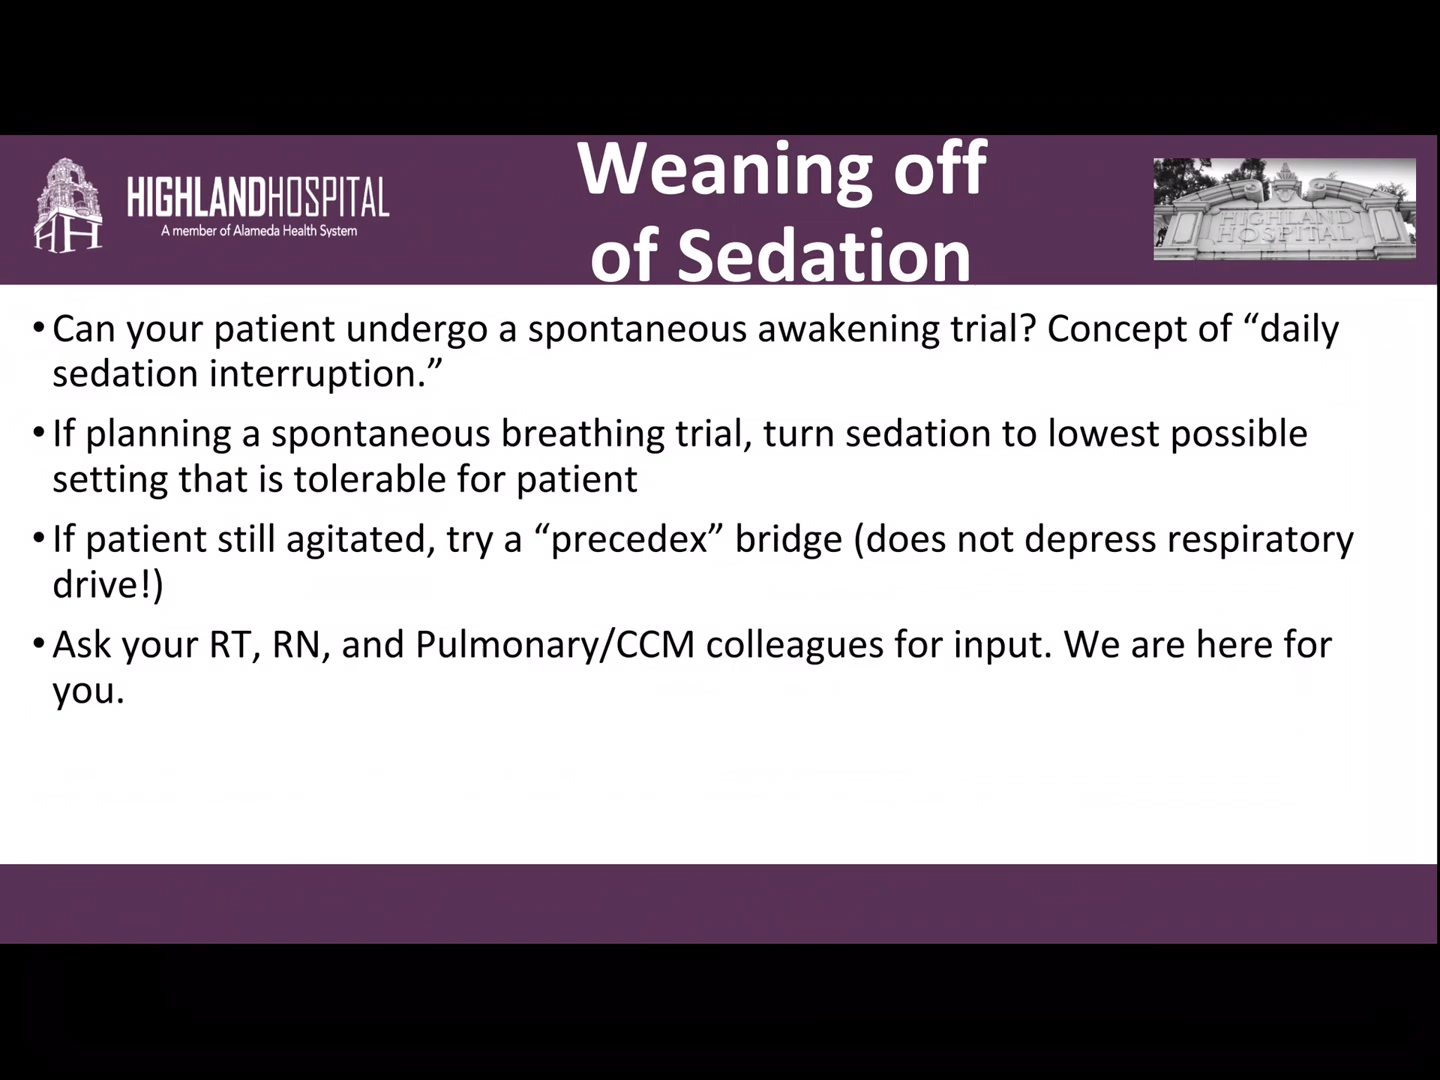 HIGHLANDHOSPITAL
A member of Alameda Health System
Weaning off
of Sedation
HIGHLAND
HOSPITAL
• Can your patient undergo a spontaneous awakening trial? Concept of “daily
sedation interruption.”
• If planning a spontaneous breathing trial, turn sedation to lowest possible
setting that is tolerable for patient
• If patient still agitated, try a “precedex” bridge (does not depress respiratory
drive!)
• Ask your RT, RN, and Pulmonary/CCM colleagues for input. We are here for
you.